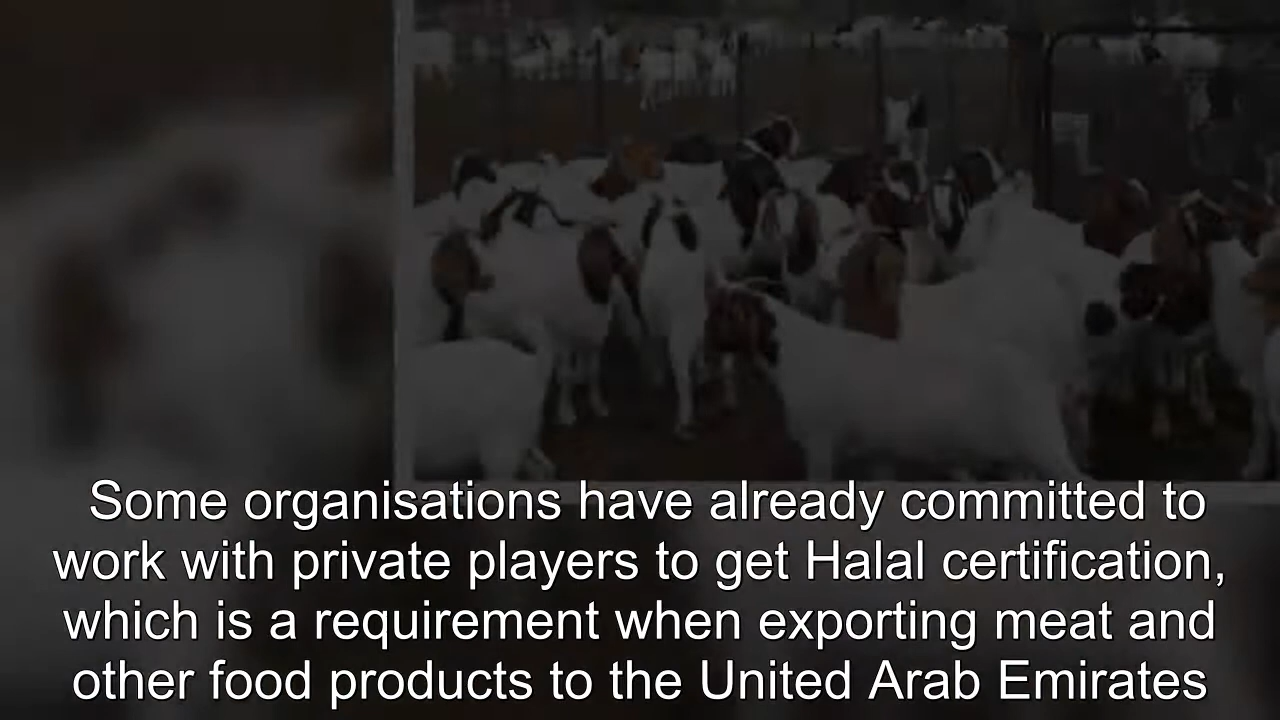 Some organisations have already committed to
work with private players to get Halal certification,
which is a requirement when exporting meat and
other food products to the United Arab Emirates